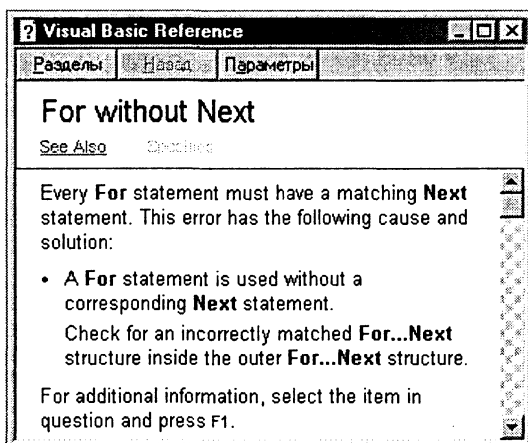 ? Visual Basic Reference
Разделы Назад Параметры
For without Next
See Also Specifics
Every For statement must have a matching Next
statement. This error has the following cause and
solution:
• A For statement is used without a
corresponding Next statement.
Check for an incorrectly matched For...Next
structure inside the outer For...Next structure.
For additional information, select the item in
question and press F1.